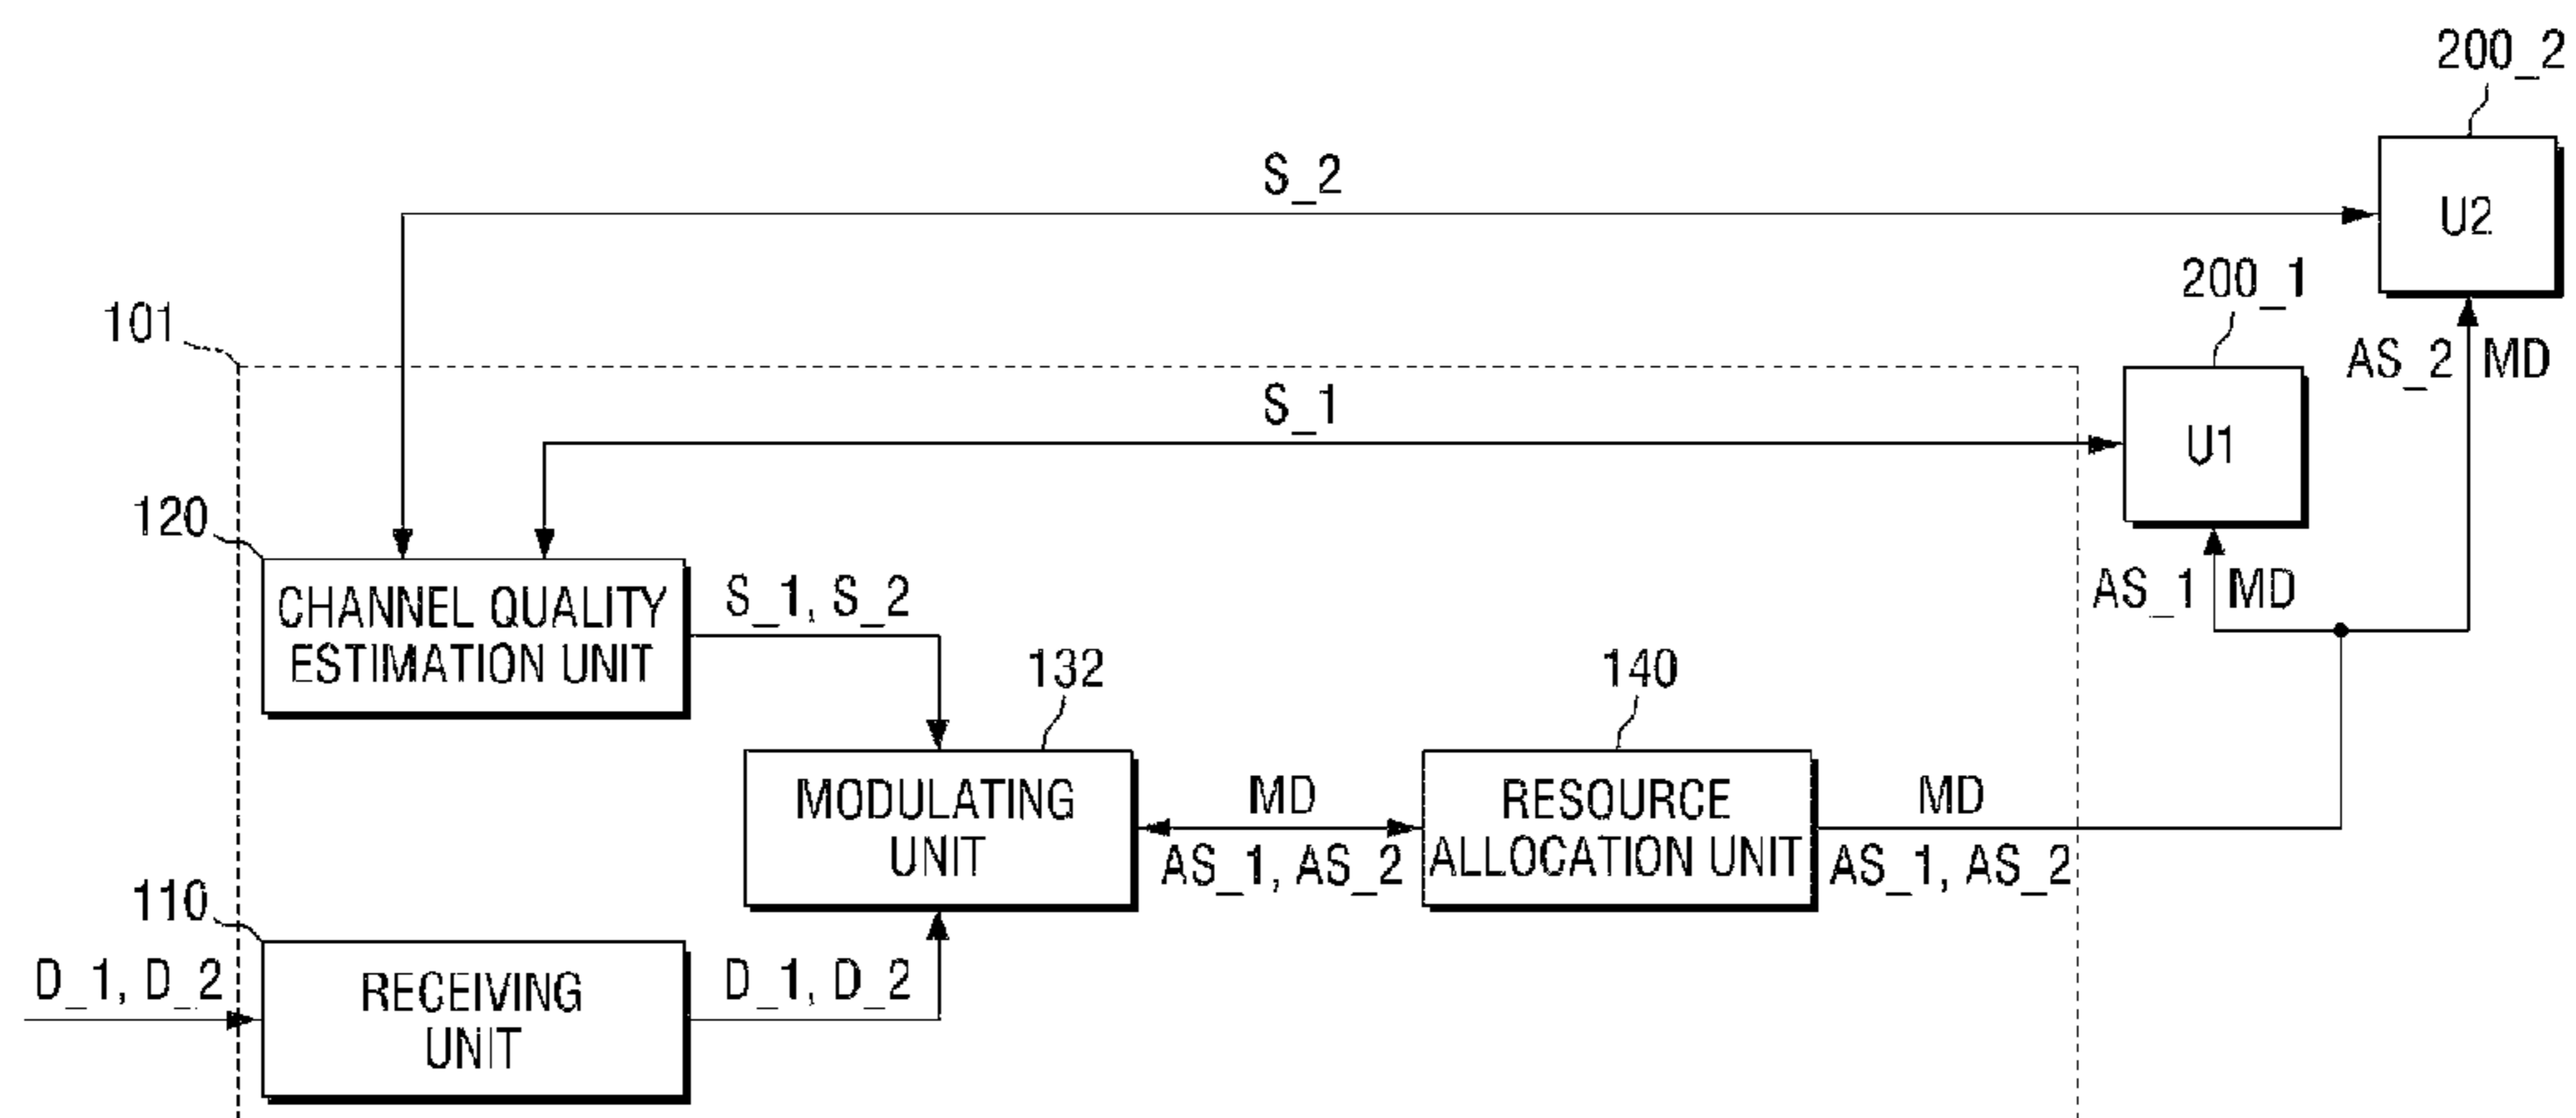 200_2
S_2
U2
200_1
101
AS_2 MD
S_1
U1
120
CHANNEL QUALITY
ESTIMATION UNIT
S_1, S_2
AS_1 MD
132
140
MODULATING
UNIT
MD
AS_1, AS_2
RESOURCE
ALLOCATION UNIT
MD
AS_1, AS_2
110
D_1, D_2
RECEIVING
UNIT
D_1, D_2